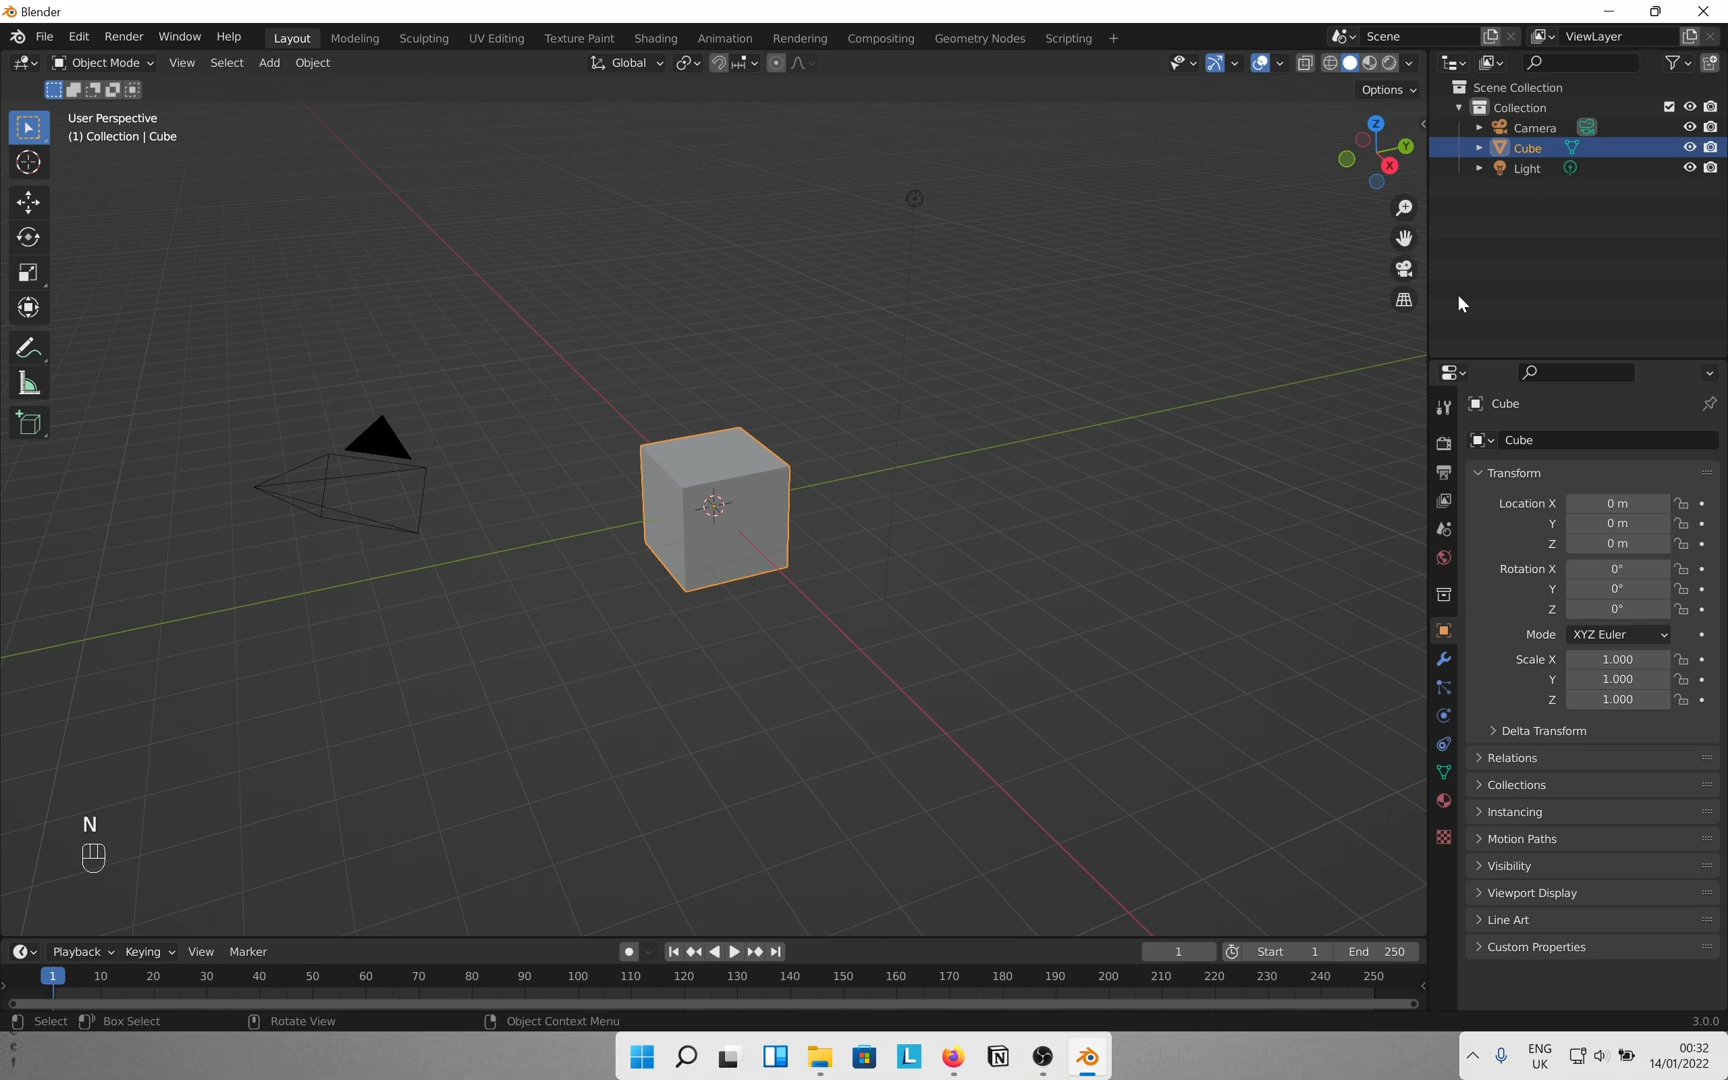 Blender
File Edit Render Window Help Layout Modeling Sculpting UV Editing Texture Paint Shading Animation Rendering Compositing Geometry Nodes Scripting + Scene ViewLayer
Object Mode View Select Add Object Global
Options
User Perspective
(1) Collection | Cube
Z
Y
X
Scene Collection
Collection
Camera
Cube
Light
Cube
Cube
Transform
Location X 0 m
Y 0 m
Z 0 m
Rotation X 0°
Y 0°
Z 0°
Mode XYZ Euler
Scale X 1.000
Y 1.000
Z 1.000
Delta Transform
Relations
Collections
Instancing
Motion Paths
Visibility
Viewport Display
Line Art
Custom Properties
N
Playback Keying View Marker 1 Start 1 End 250
1 10 20 30 40 50 60 70 80 90 100 110 120 130 140 150 160 170 180 190 200 210 220 230 240 250
Select Box Select Rotate View Object Context Menu 3.0.0
L N
ENG
UK
00:32
14/01/2022